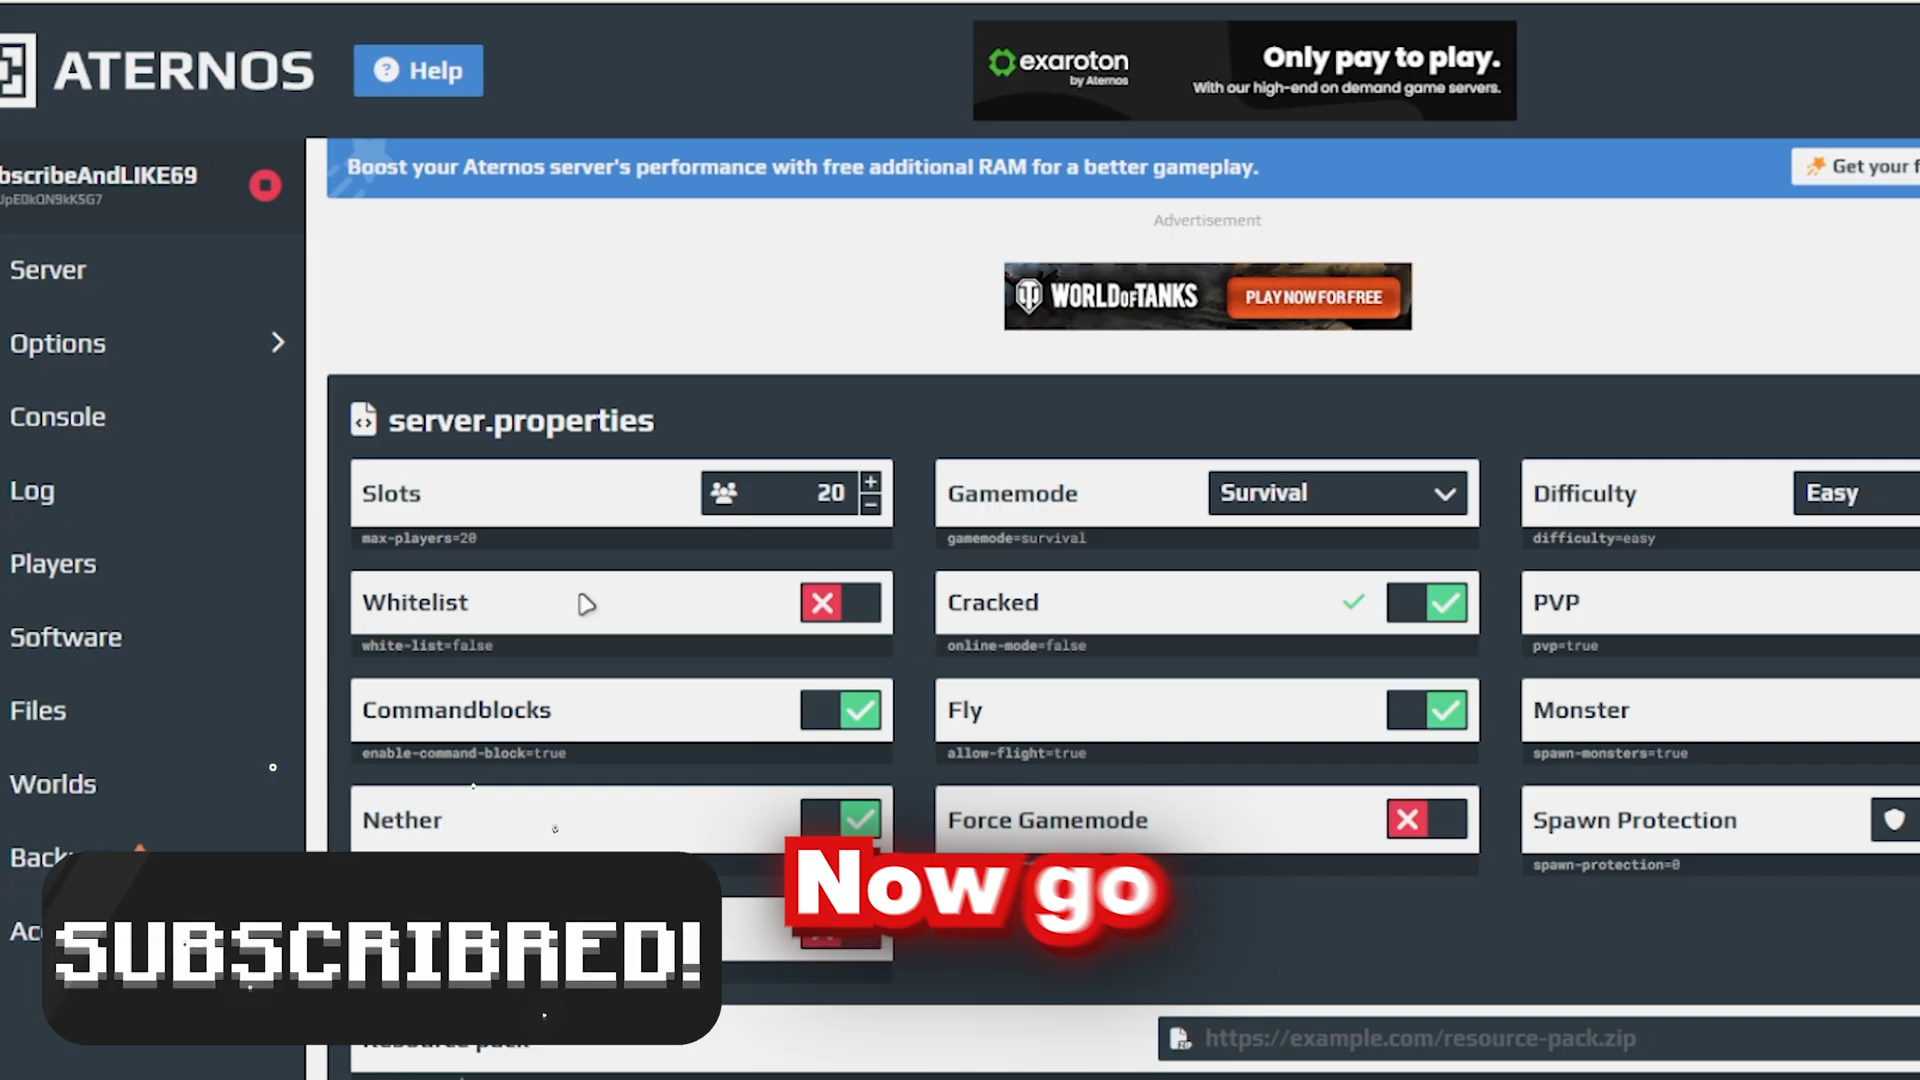 ATERNOS
Help
exaroton
by Aternos
Only pay to play.
With our high-end on demand game servers.
bscribeAndLIKE69
Boost your Aternos server's performance with free additional RAM for a better gameplay.
Get your f
Advertisement
WORLD OF TANKS
PLAY NOW FOR FREE
Server
Options
Console
Log
Players
Software
Files
Worlds
Back
Ac
server.properties
Slots
20
max-players=20
Gamemode
Survival
gamemode=survival
Difficulty
Easy
difficulty=easy
Whitelist
white-list=false
Cracked
online-mode=false
PVP
pvp=true
Commandblocks
enable-command-block=true
Fly
allow-flight=true
Monster
spawn-monsters=true
Nether
Force Gamemode
Spawn Protection
spawn-protection=0
Now go
SUBSCRIBRED!
https://example.com/resource-pack.zip